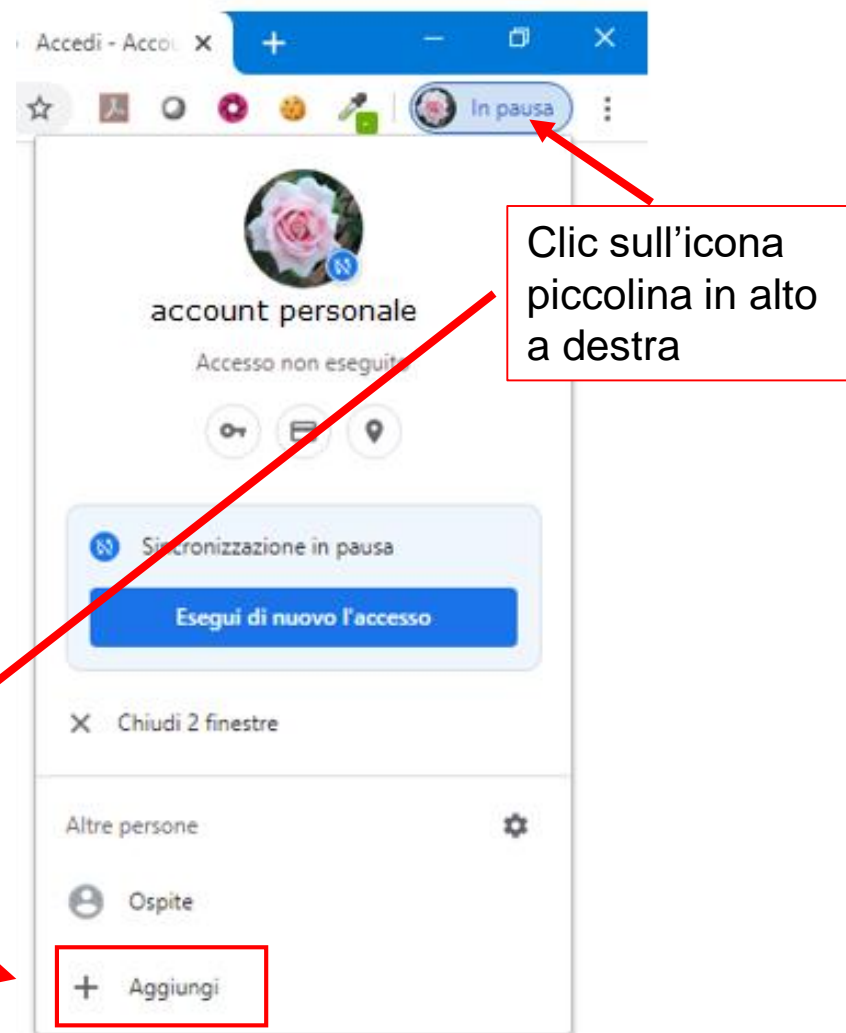 Accedi - Accou
In pausa
Clic sull’icona
piccolina in alto
a destra
account personale
Accesso non eseguito
Sincronizzazione in pausa
Esegui di nuovo l'accesso
Chiudi 2 finestre
Altre persone
Ospite
Aggiungi